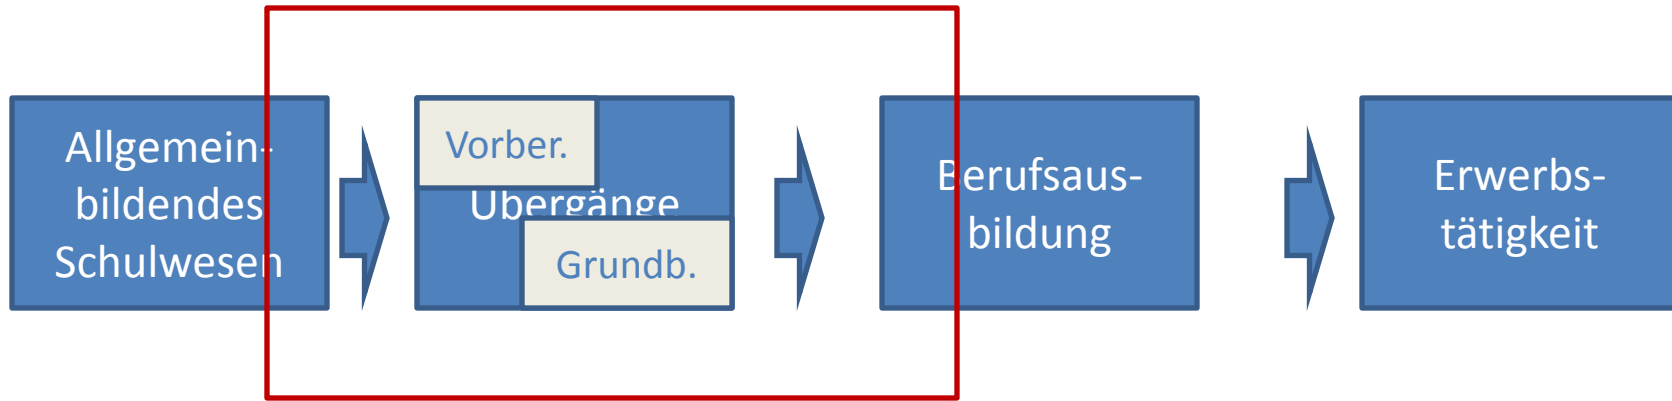 Allgemein-
bildendes
Schulwesen
Vorber.
Übergänge
Grundb.
Berufsaus-
bildung
Erwerbs-
tätigkeit